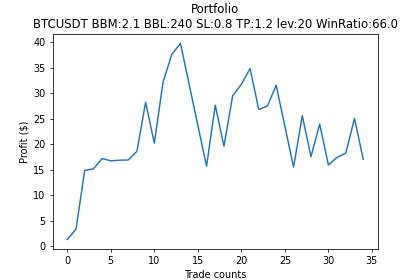 Portfolio
BTCUSDT BBM:2.1 BBL:240 SL:0.8 TP:1.2 lev:20 WinRatio:66.0
40
35
30
25
20
15
10
5
0
Profit ($)
0 5 10 15 20 25 30 35
Trade counts